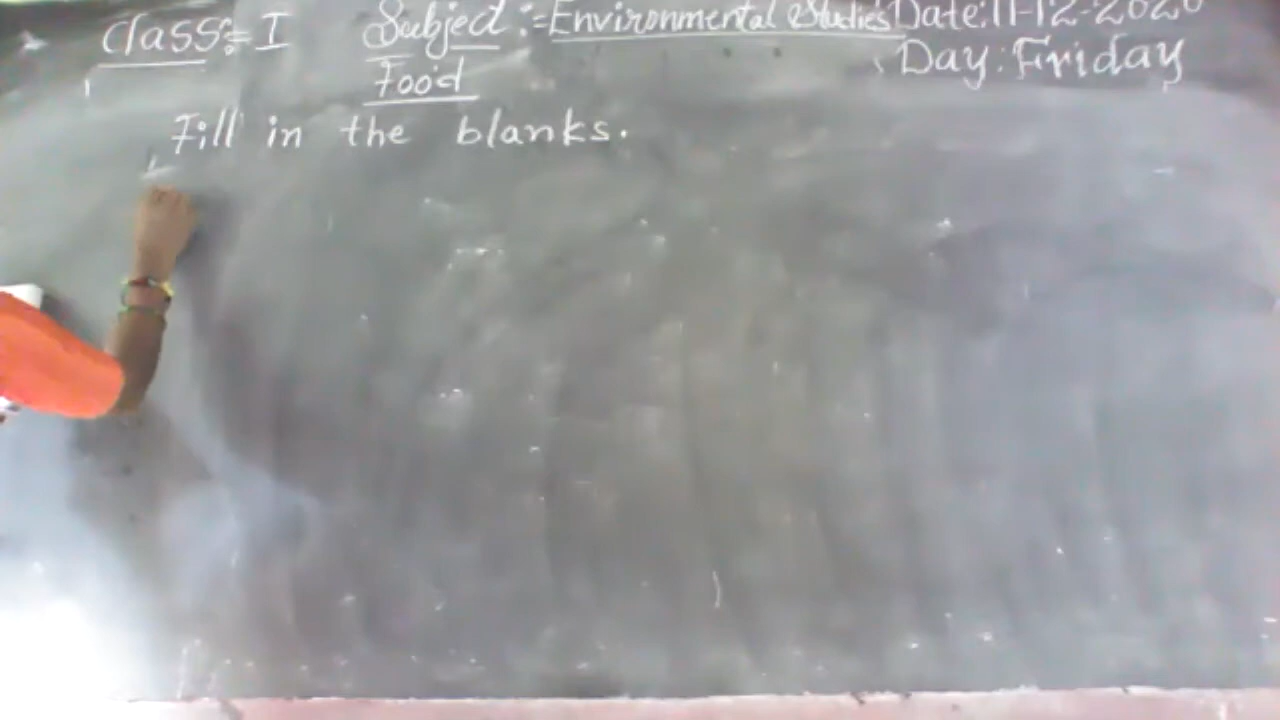 Class:= I Subject:= Environmental Studies Date: 11-12-2020
Food Day: Friday
Fill in the blanks.